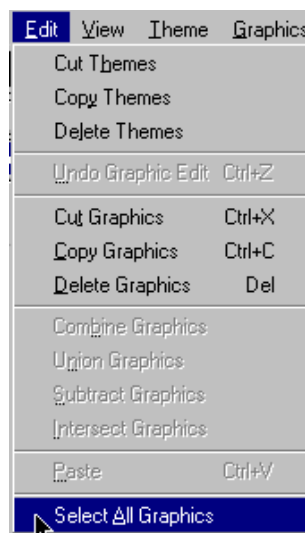 Edit View Theme Graphics
Cut Themes
Copy Themes
Delete Themes
Undo Graphic Edit Ctrl+Z
Cut Graphics Ctrl+X
Copy Graphics Ctrl+C
Delete Graphics Del
Combine Graphics
Union Graphics
Subtract Graphics
Intersect Graphics
Paste Ctrl+V
Select All Graphics